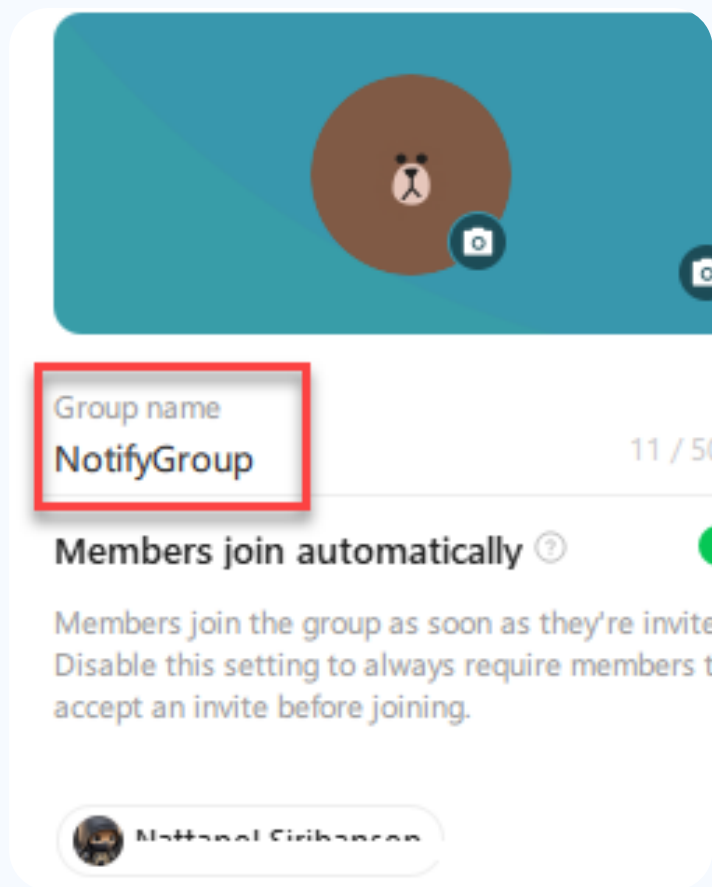 Group name
NotifyGroup
11 / 50
Members join automatically
Members join the group as soon as they're invite
Disable this setting to always require members t
accept an invite before joining.